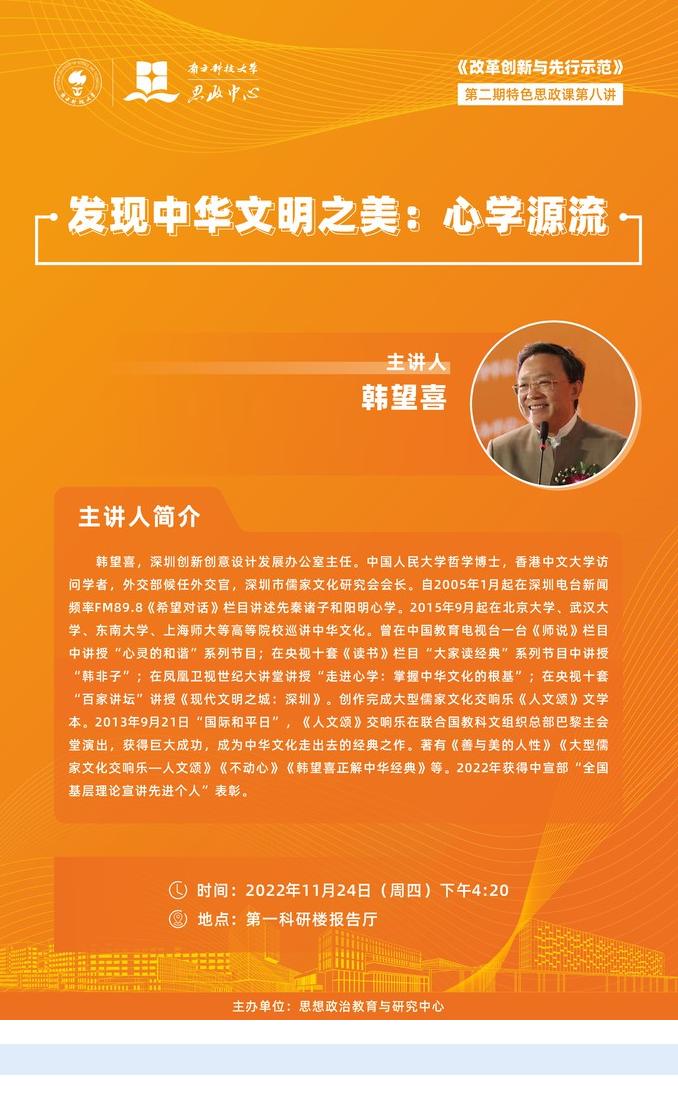 南方科技大学
思政中心
《改革创新与先行示范》
第二期特色思政课第八讲
发现中华文明之美：心学源流
主讲人
韩望喜
主讲人简介
韩望喜，深圳创新创意设计发展办公室主任。中国人民大学哲学博士，香港中文大学访
问学者，外交部候任外交官，深圳市儒家文化研究会会长。自2005年1月起在深圳电台新闻
频率FM89.8《希望对话》栏目讲述先秦诸子和阳明心学。2015年9月起在北京大学、武汉大
学、东南大学、上海师大等高等院校巡讲中华文化。曾在中国教育电视台一台《师说》栏目
中讲授“心灵的和谐”系列节目；在央视十套《读书》栏目“大家读经典”系列节目中讲授
“韩非子”；在凤凰卫视世纪大讲堂讲授“走进心学：掌握中华文化的根基”；在央视十套
“百家讲坛”讲授《现代文明之城：深圳》。创作完成大型儒家文化交响乐《人文颂》文学
本。2013年9月21日“国际和平日”，《人文颂》交响乐在联合国教科文组织总部巴黎主会
堂演出，获得巨大成功，成为中华文化走出去的经典之作。著有《善与美的人性》《大型儒
家文化交响乐—人文颂》《不动心》《韩望喜正解中华经典》等。2022年获得中宣部“全国
基层理论宣讲先进个人”表彰。
时间：2022年11月24日（周四）下午4:20
地点：第一科研楼报告厅
主办单位：思想政治教育与研究中心